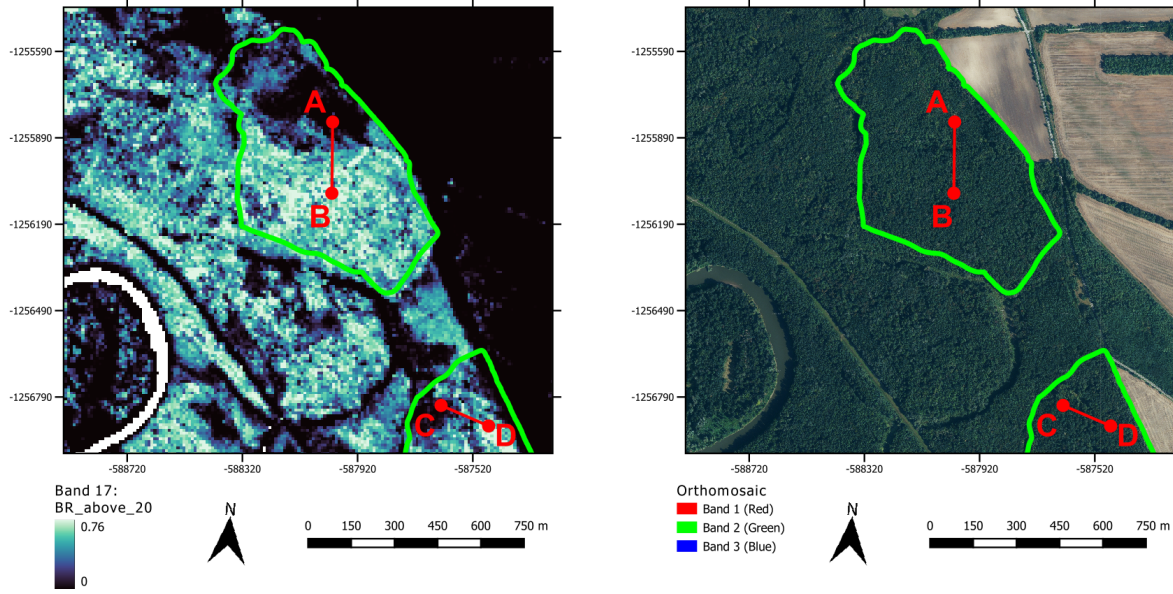 -1255590
-1255890
-1256190
-1256490
-1256790
A
B
C
D
-588720
-588320
-587920
-587520
Band 17:
BR_above_20
0.76
0
N
0 150 300 450 600 750 m
-1255590
-1255890
-1256190
-1256490
-1256790
A
B
C
D
-588720
-588320
-587920
-587520
Orthomosaic
Band 1 (Red)
Band 2 (Green)
Band 3 (Blue)
N
0 150 300 450 600 750 m